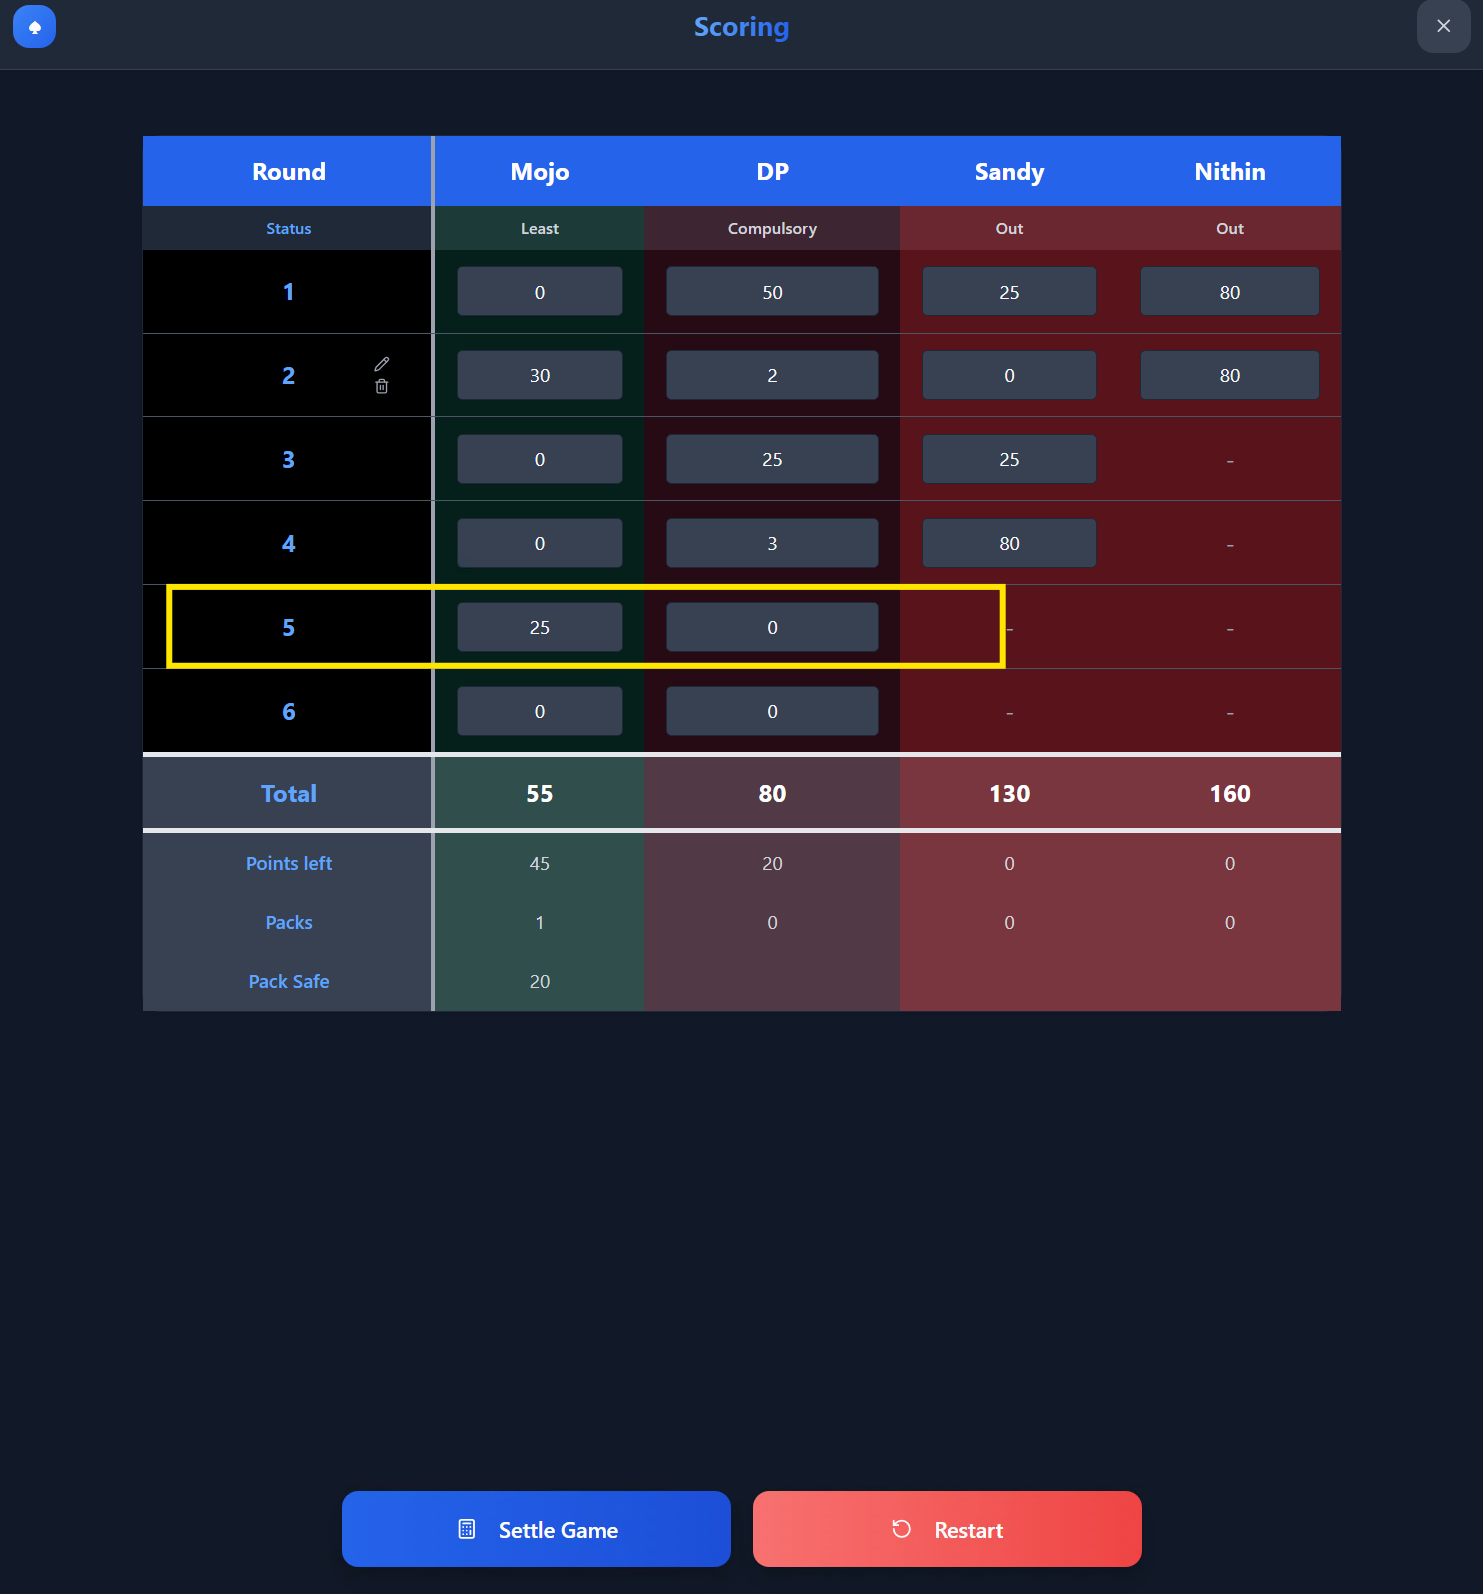 Scoring
Round Mojo DP Sandy Nithin
Status Least Compulsory Out Out
1 0 50 25 80
2 30 2 0 80
3 0 25 25 -
4 0 3 80 -
5 25 0 - -
6 0 0 - -
Total 55 80 130 160
Points left 45 20 0 0
Packs 1 0 0 0
Pack Safe 20
Settle Game Restart